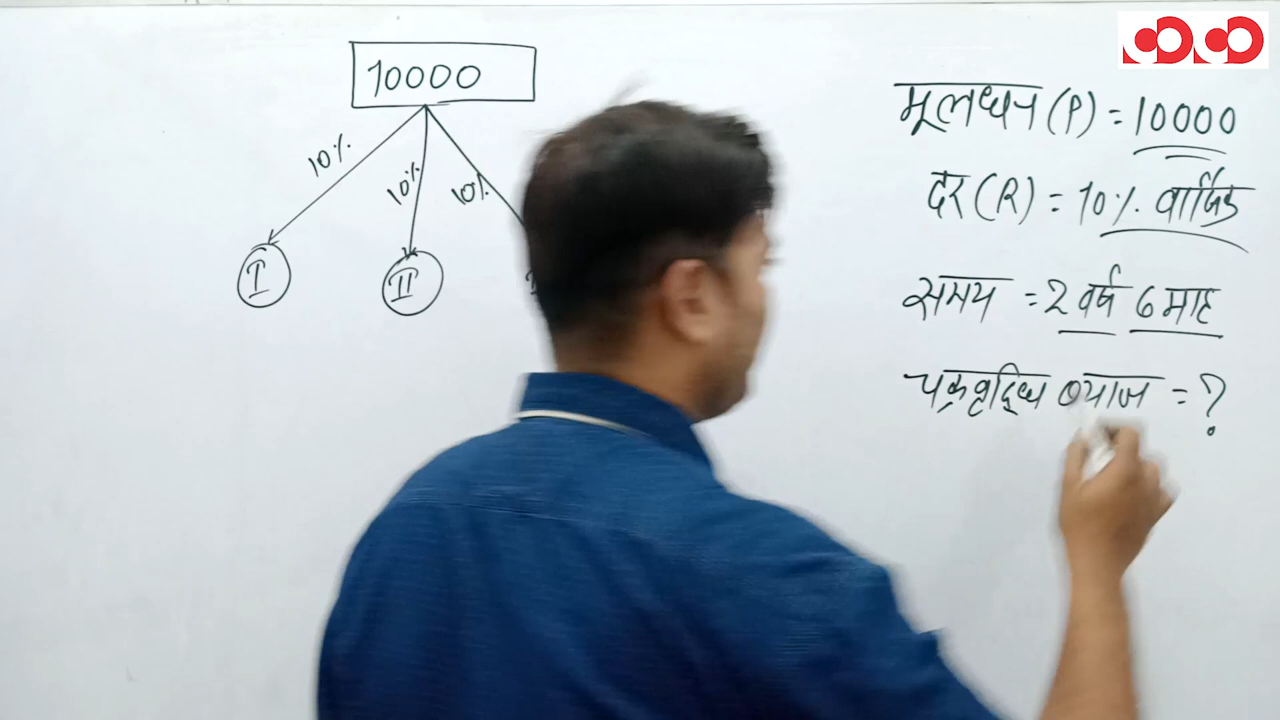 10000
10% 10% 10%
I II
मूलधन (P) = 10000
दर (R) = 10% वार्षिक
समय = 2 वर्ष 6 माह
चक्रवृद्धि ब्याज = ?